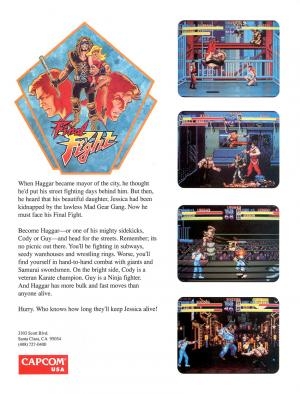 Final
Fight
When Haggar became mayor of the city, he thought
he'd put his street fighting days behind him. But then,
he heard that his beautiful daughter, Jessica had been
kidnapped by the lawless Mad Gear Gang. Now he
must face his Final Fight.
Become Haggar—or one of his mighty sidekicks,
Cody or Guy—and head for the streets. Remember; its
no picnic out there. You'll be fighting in subways,
seedy warehouses and wrestling rings. Worse, you'll
find yourself in hand-to-hand combat with giants and
Samurai swordsmen. On the bright side, Cody is a
veteran Karate champion. Guy is a Ninja fighter.
And Haggar has more bulk and fast moves than
anyone alive.
Hurry. Who knows how long they'll keep Jessica alive!
3303 Scott Blvd.
Santa Clara, CA 95054
(408) 727-0400
CAPCOM
USA